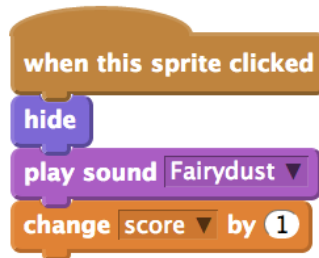 when this sprite clicked
hide
play sound Fairydust
change score by 1